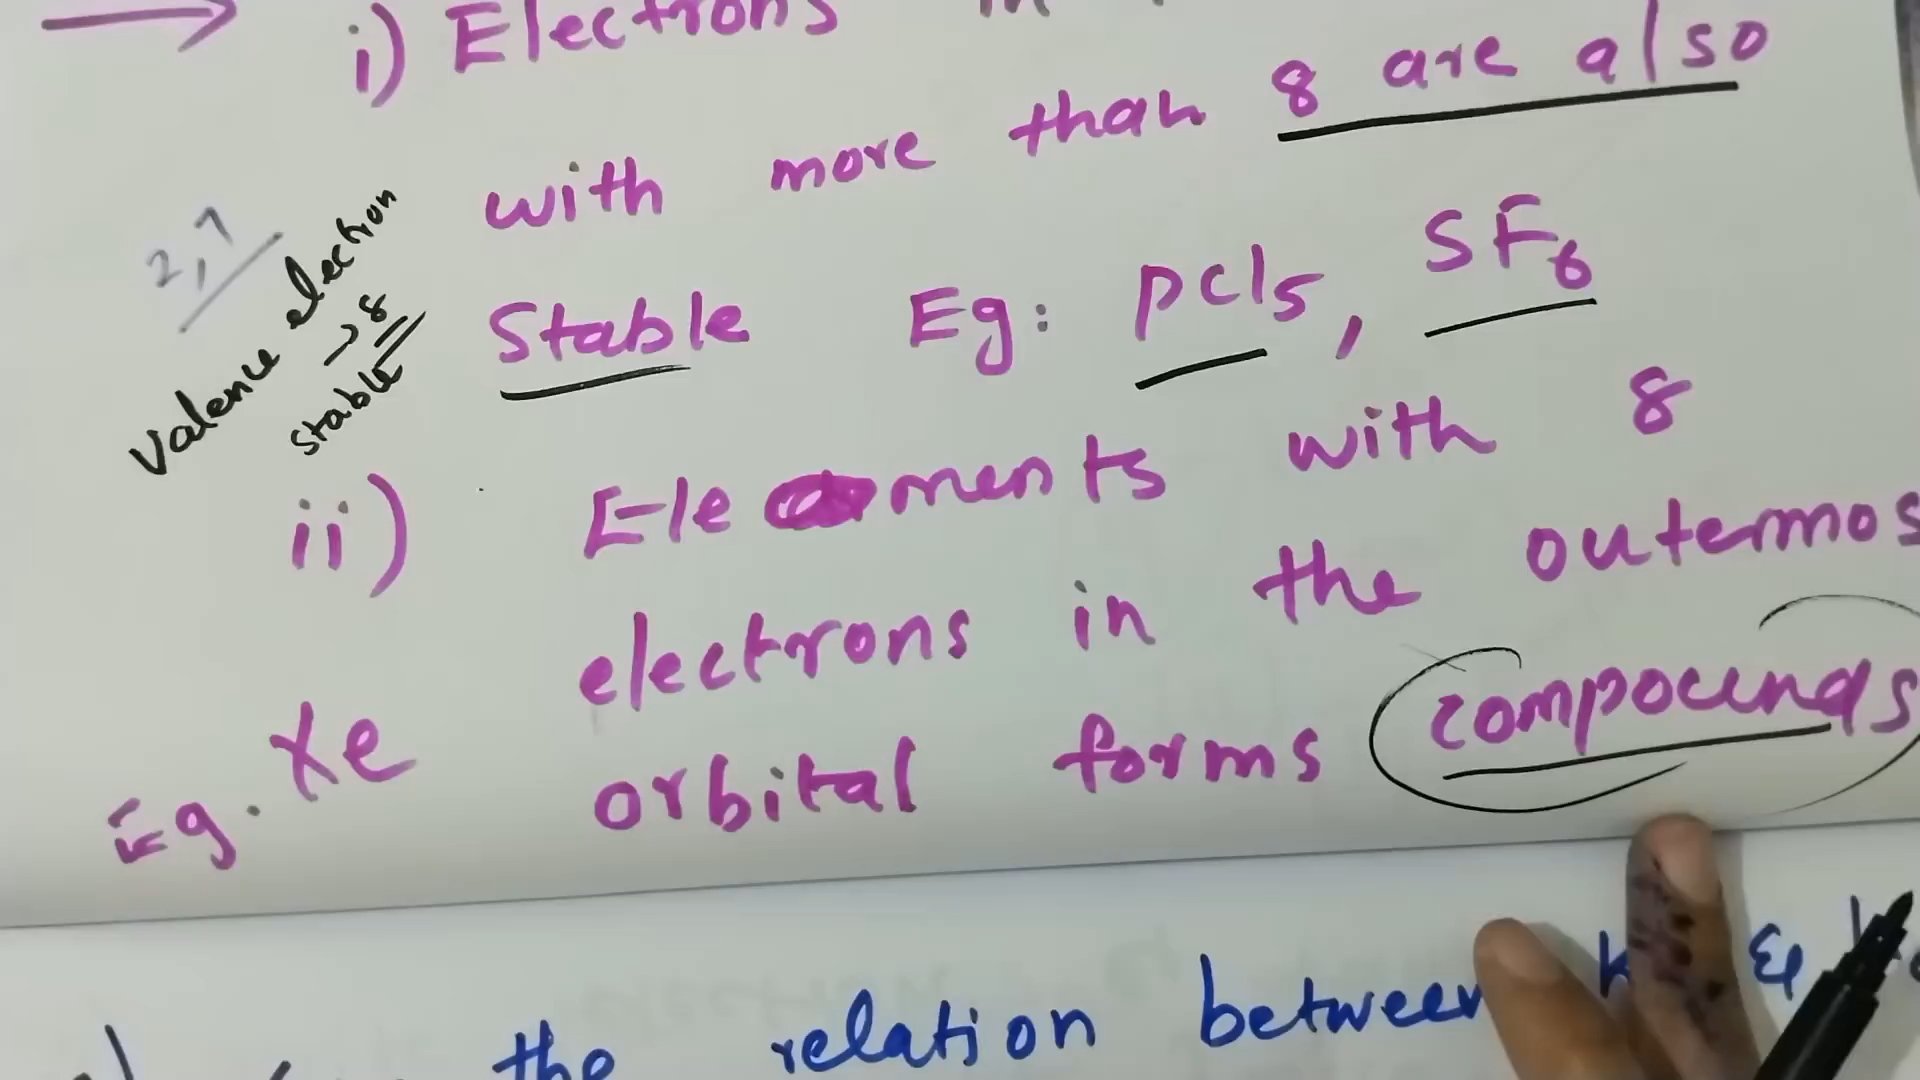 i) Electrons in
with more than 8 are also
Stable Eg: pcl5, SF6
2,7
Valence electron
→ 8
stable
ii) Elements with 8
electrons in the outermos
orbital forms compounds
Eg. Xe
the relation between k &